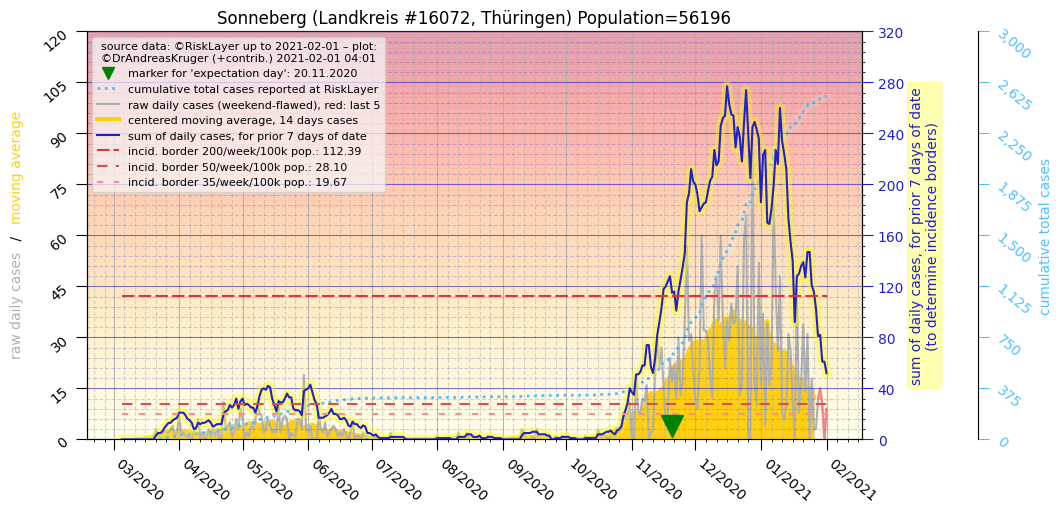 Sonneberg (Landkreis #16072, Thüringen) Population=56196
source data: ©RiskLayer up to 2021-02-01 – plot:
©DrAndreasKruger (+contrib.) 2021-02-01 04:01
marker for 'expectation day': 20.11.2020
cumulative total cases reported at RiskLayer
raw daily cases (weekend-flawed), red: last 5
centered moving average, 14 days cases
sum of daily cases, for prior 7 days of date
incid. border 200/week/100k pop.: 112.39
incid. border 50/week/100k pop.: 28.10
incid. border 35/week/100k pop.: 19.67
raw daily cases / moving average
120
105
90
75
60
45
30
15
0
03/2020
04/2020
05/2020
06/2020
07/2020
08/2020
09/2020
10/2020
11/2020
12/2020
01/2021
02/2021
320
280
240
200
160
120
80
40
0
sum of daily cases, for prior 7 days of date
(to determine incidence borders)
3,000
2,625
2,250
1,875
1,500
1,125
750
375
0
cumulative total cases